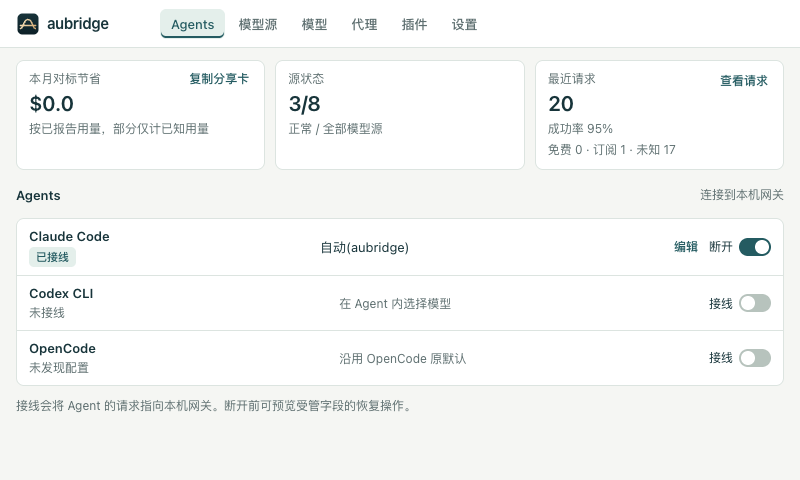 aubridge
Agents 模型源 模型 代理 插件 设置
本月对标节省 复制分享卡
$0.0
按已报告用量，部分仅计已知用量
源状态
3/8
正常 / 全部模型源
最近请求 查看请求
20
成功率 95%
免费 0 · 订阅 1 · 未知 17
Agents 连接到本机网关
Claude Code
已接线
自动(aubridge)
编辑 断开
Codex CLI
未接线
在 Agent 内选择模型
接线
OpenCode
未发现配置
沿用 OpenCode 原默认
接线
接线会将 Agent 的请求指向本机网关。断开前可预览受管字段的恢复操作。